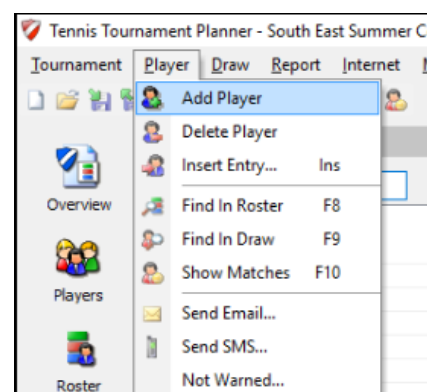 Tennis Tournament Planner - South East Summer C
Tournament Player Draw Report Internet
Add Player
Delete Player
Insert Entry... Ins
Overview
Find In Roster F8
Find In Draw F9
Show Matches F10
Players
Send Email...
Send SMS...
Not Warned...
Roster